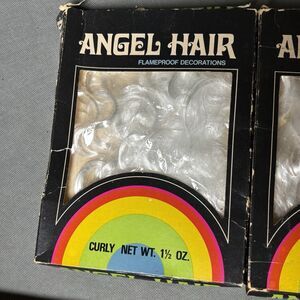 ANGEL HAIR
FLAMEPROOF DECORATIONS
CURLY NET WT. 1½ OZ.
A